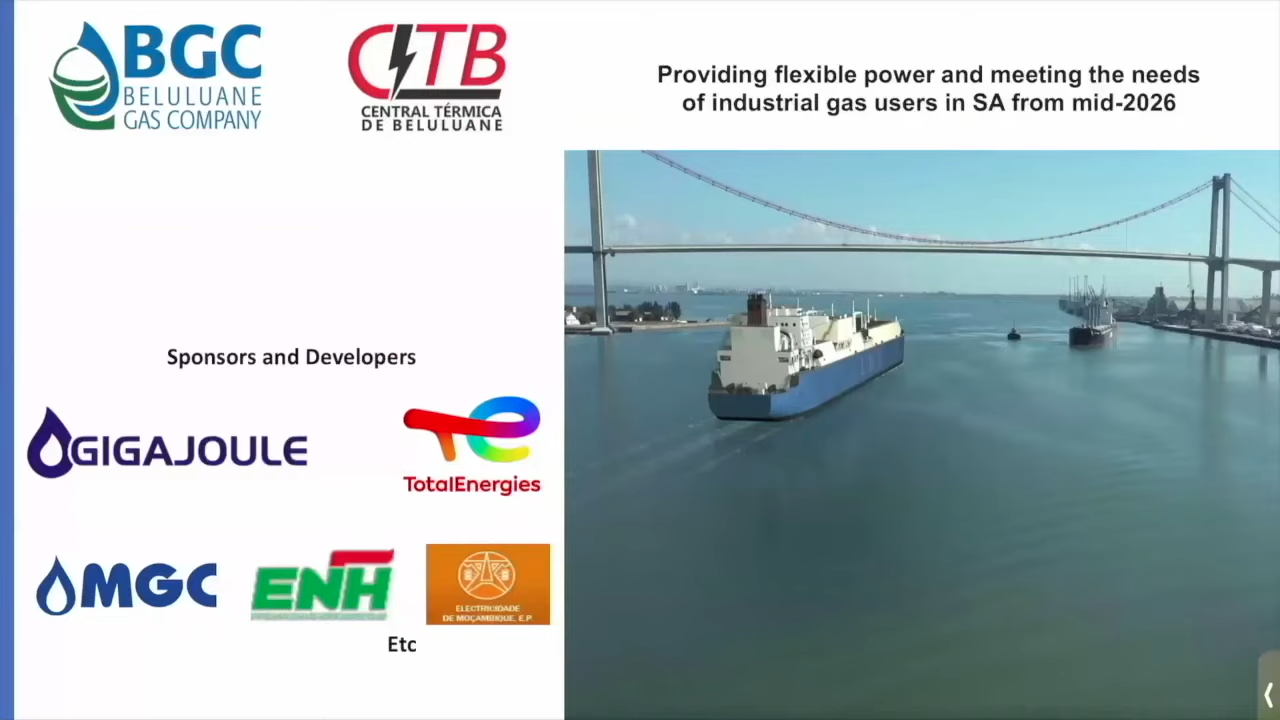 BGC
BELULUANE
GAS COMPANY
CTB
CENTRAL TÉRMICA
DE BELULUANE
Providing flexible power and meeting the needs
of industrial gas users in SA from mid-2026
Sponsors and Developers
GIGAJOULE
TotalEnergies
MGC
ENH
ELECTRICIDADE
DE MOÇAMBIQUE, E.P.
Etc